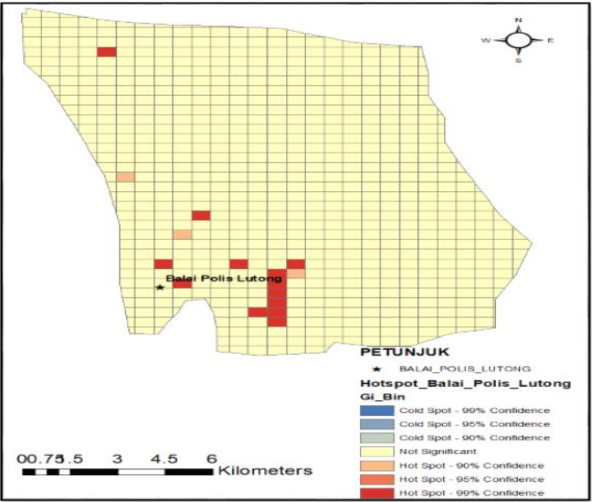 N
W E
S
Balai Polis Lutong
PETUNJUK
BALAI_POLIS_LUTONG
Hotspot_Balai_Polis_Lutong
Gi_Bin
Cold Spot - 99% Confidence
Cold Spot - 95% Confidence
Cold Spot - 90% Confidence
Not Significant
Hot Spot - 90% Confidence
Hot Spot - 95% Confidence
Hot Spot - 99% Confidence
00.751.5 3 4.5 6
Kilometers